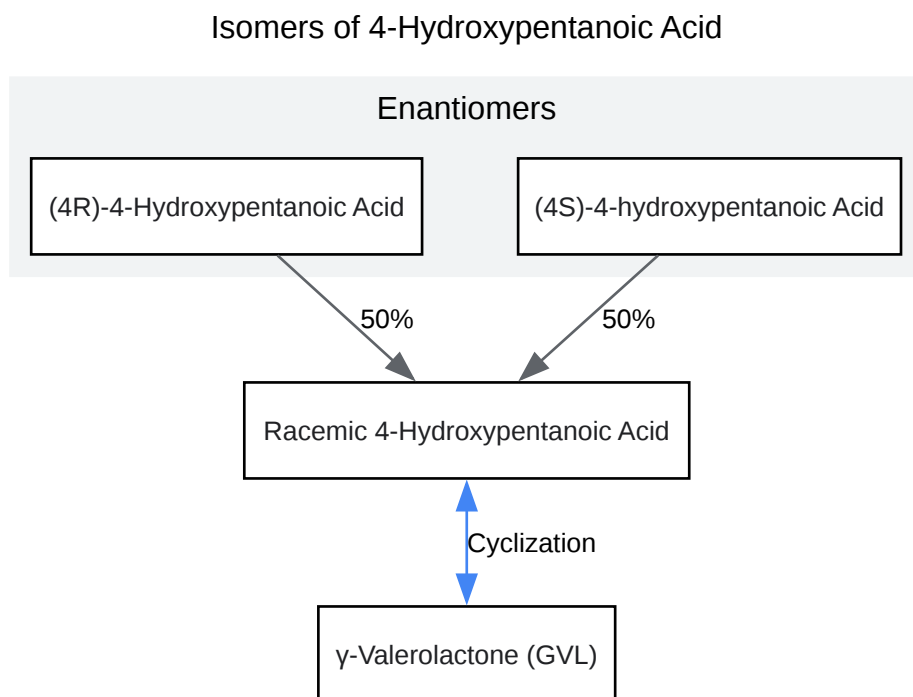 Isomers of 4-Hydroxypentanoic Acid
Enantiomers
(4R)-4-Hydroxypentanoic Acid
(4S)-4-hydroxypentanoic Acid
50%
50%
Racemic 4-Hydroxypentanoic Acid
Cyclization
γ-Valerolactone (GVL)